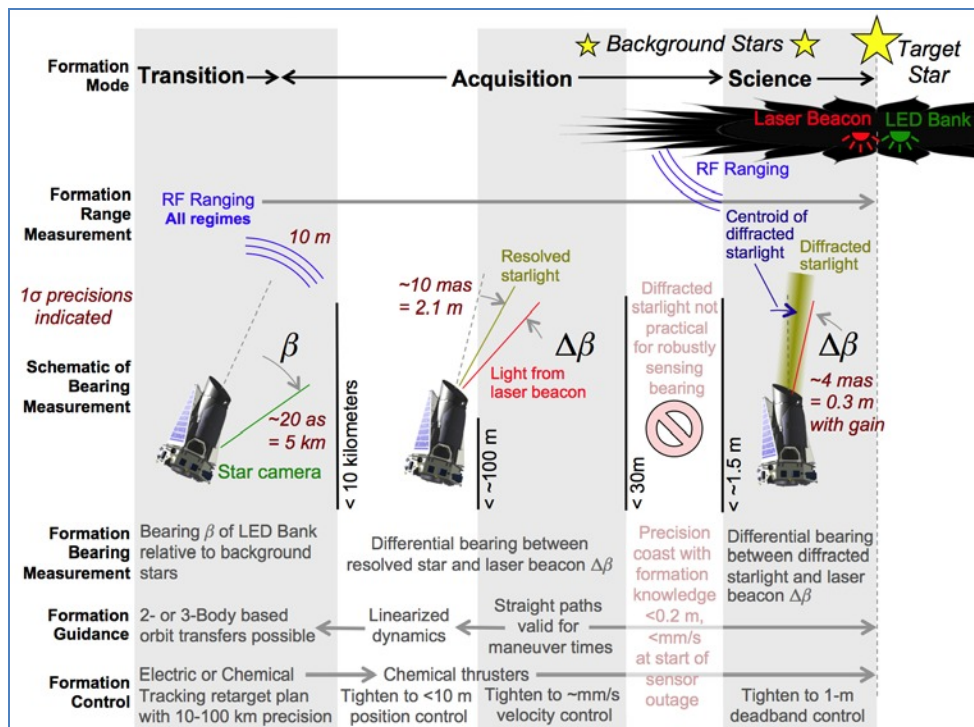 Background Stars
Target
Star
Formation
Mode
Transition
Acquisition
Science
Laser Beacon
LED Bank
RF Ranging
Formation
Range
Measurement
RF Ranging
All regimes
10 m
Centroid of
diffracted
starlight
Diffracted
starlight
Resolved
starlight
~10 mas
= 2.1 m
1σ precisions
indicated
Diffracted
starlight not
practical
for robustly
sensing
bearing
Schematic of
Bearing
Measurement
β
Δβ
Light from
laser beacon
Δβ
~20 as
= 5 km
Star camera
~4 mas
= 0.3 m
with gain
< 10 kilometers
< ~100 m
< 30m
< ~1.5 m
Formation
Bearing
Measurement
Bearing β of LED Bank
relative to background
stars
Differential bearing between
resolved star and laser beacon Δβ
Precision
coast with
formation
knowledge
<0.2 m,
<mm/s
at start of
sensor
outage
Differential bearing
between diffracted
starlight and laser
beacon Δβ
Formation
Guidance
2- or 3-Body based
orbit transfers possible
Linearized
dynamics
Straight paths
valid for
maneuver times
Formation
Control
Electric or Chemical
Tracking retarget plan
with 10-100 km precision
Chemical thrusters
Tighten to <10 m
position control
Tighten to ~mm/s
velocity control
Tighten to 1-m
deadband control